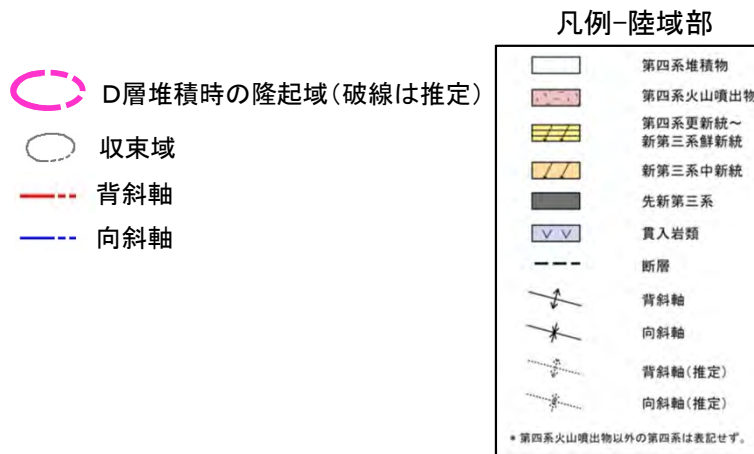 凡例-陸域部
D層堆積時の隆起域(破線は推定)
収束域
背斜軸
向斜軸
第四系堆積物
第四系火山噴出物
第四系更新統～
新第三系鮮新統
新第三系中新統
先新第三系
貫入岩類
断層
背斜軸
向斜軸
背斜軸(推定)
向斜軸(推定)
* 第四系火山噴出物以外の第四系は表記せず。